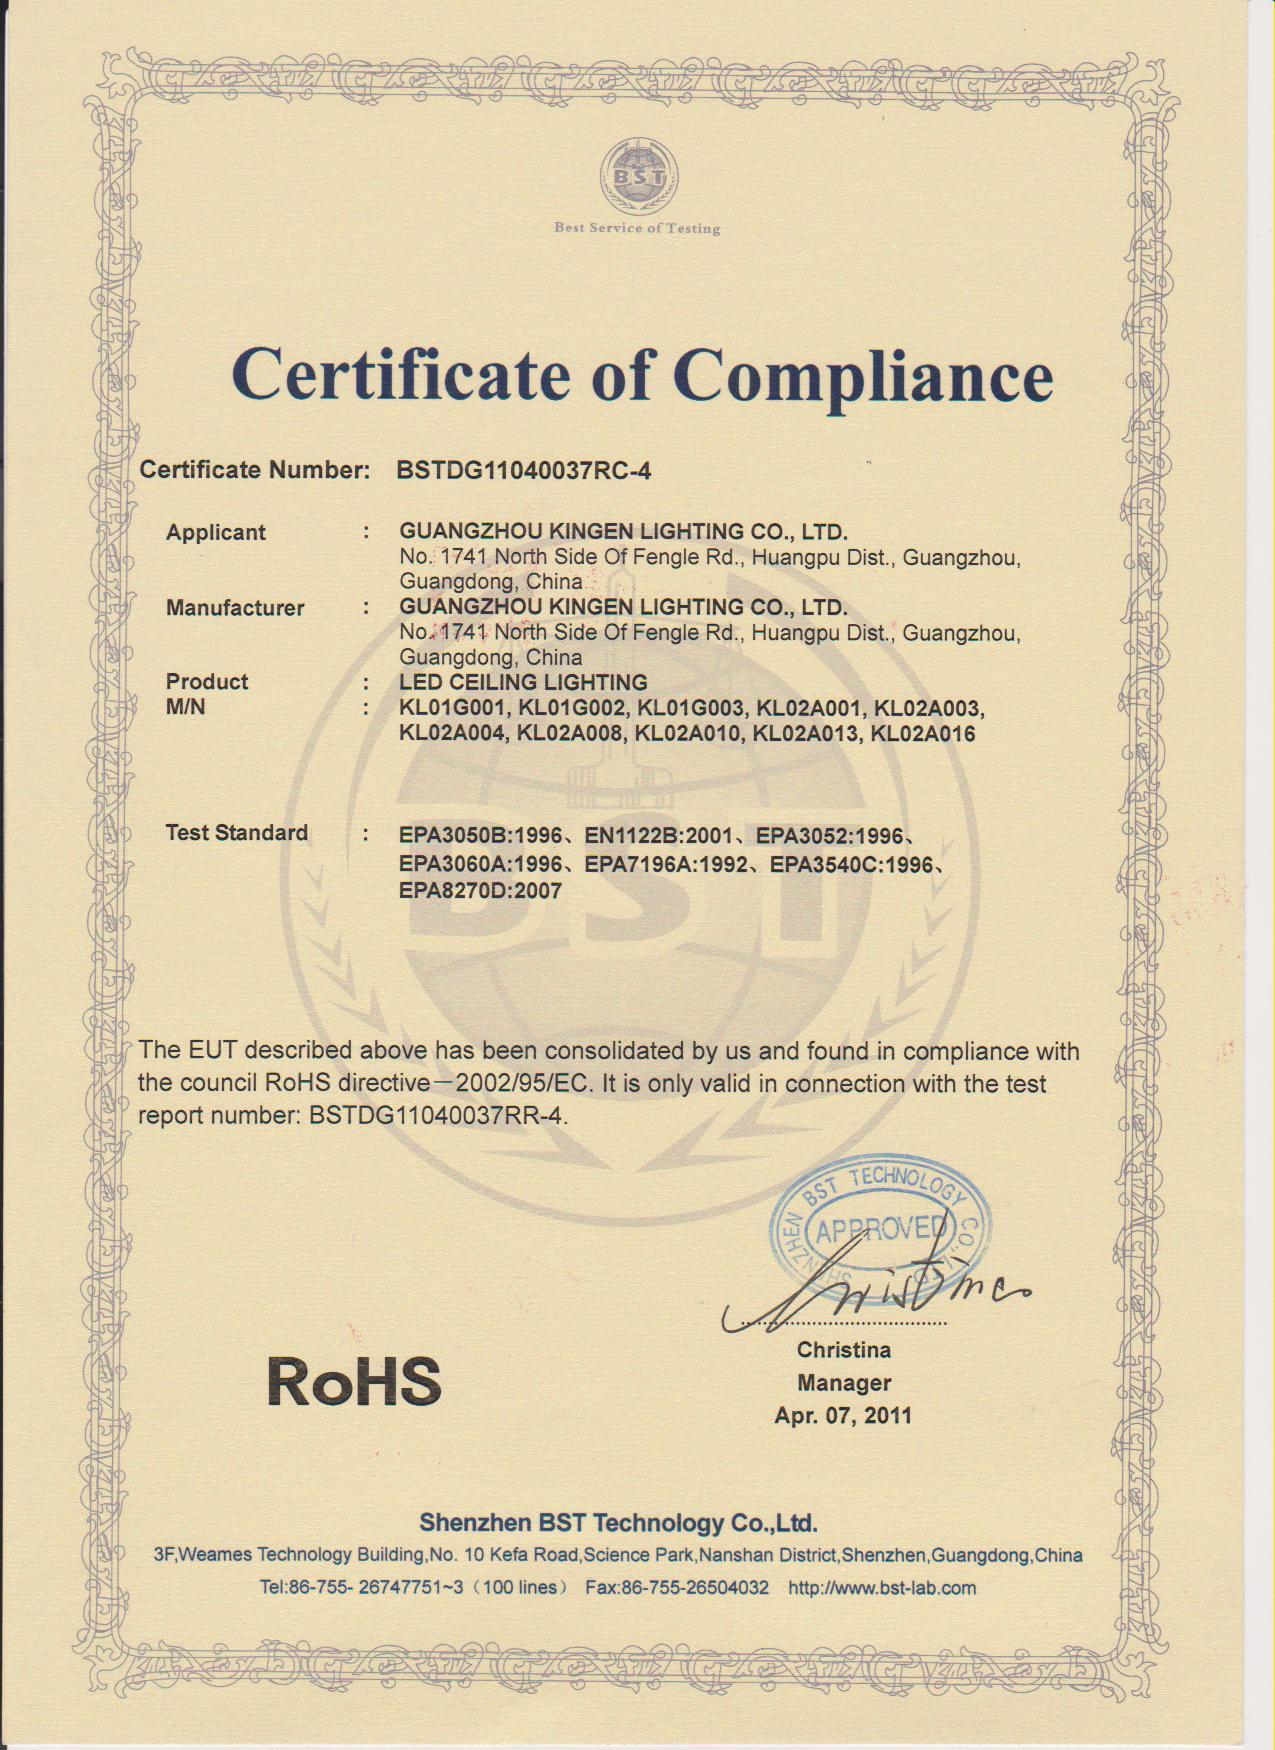 BST
Best Service of Testing
Certificate of Compliance
Certificate Number: BSTDG11040037RC-4
Applicant : GUANGZHOU KINGEN LIGHTING CO., LTD.
No. 1741 North Side Of Fengle Rd., Huangpu Dist., Guangzhou,
Guangdong, China
Manufacturer : GUANGZHOU KINGEN LIGHTING CO., LTD.
No. 1741 North Side Of Fengle Rd., Huangpu Dist., Guangzhou,
Guangdong, China
Product : LED CEILING LIGHTING
M/N : KL01G001, KL01G002, KL01G003, KL02A001, KL02A003,
KL02A004, KL02A008, KL02A010, KL02A013, KL02A016
Test Standard : EPA3050B:1996、EN1122B:2001、EPA3052:1996、
EPA3060A:1996、EPA7196A:1992、EPA3540C:1996、
EPA8270D:2007
BST
The EUT described above has been consolidated by us and found in compliance with
the council RoHS directive—2002/95/EC. It is only valid in connection with the test
report number: BSTDG11040037RR-4.
SHENZHEN BST TECHNOLOGY CO., LTD
APPROVED
SHENZHEN
Christina
Christina
Manager
Apr. 07, 2011
RoHS
Shenzhen BST Technology Co.,Ltd.
3F,Weames Technology Building,No. 10 Kefa Road,Science Park,Nanshan District,Shenzhen,Guangdong,China
Tel:86-755- 26747751~3（100 lines） Fax:86-755-26504032 http://www.bst-lab.com